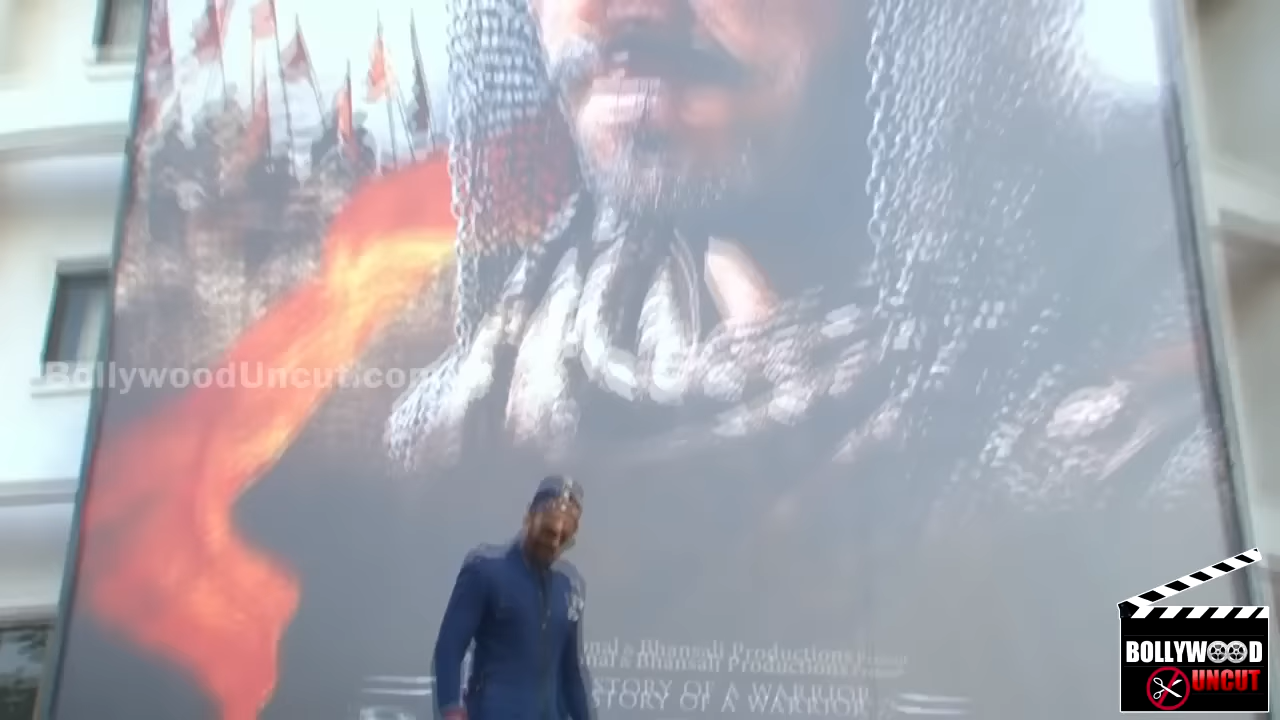 BollywoodUncut.com
Bhansali Productions
STORY OF A WARRIOR
BOLLYWOOD
UNCUT